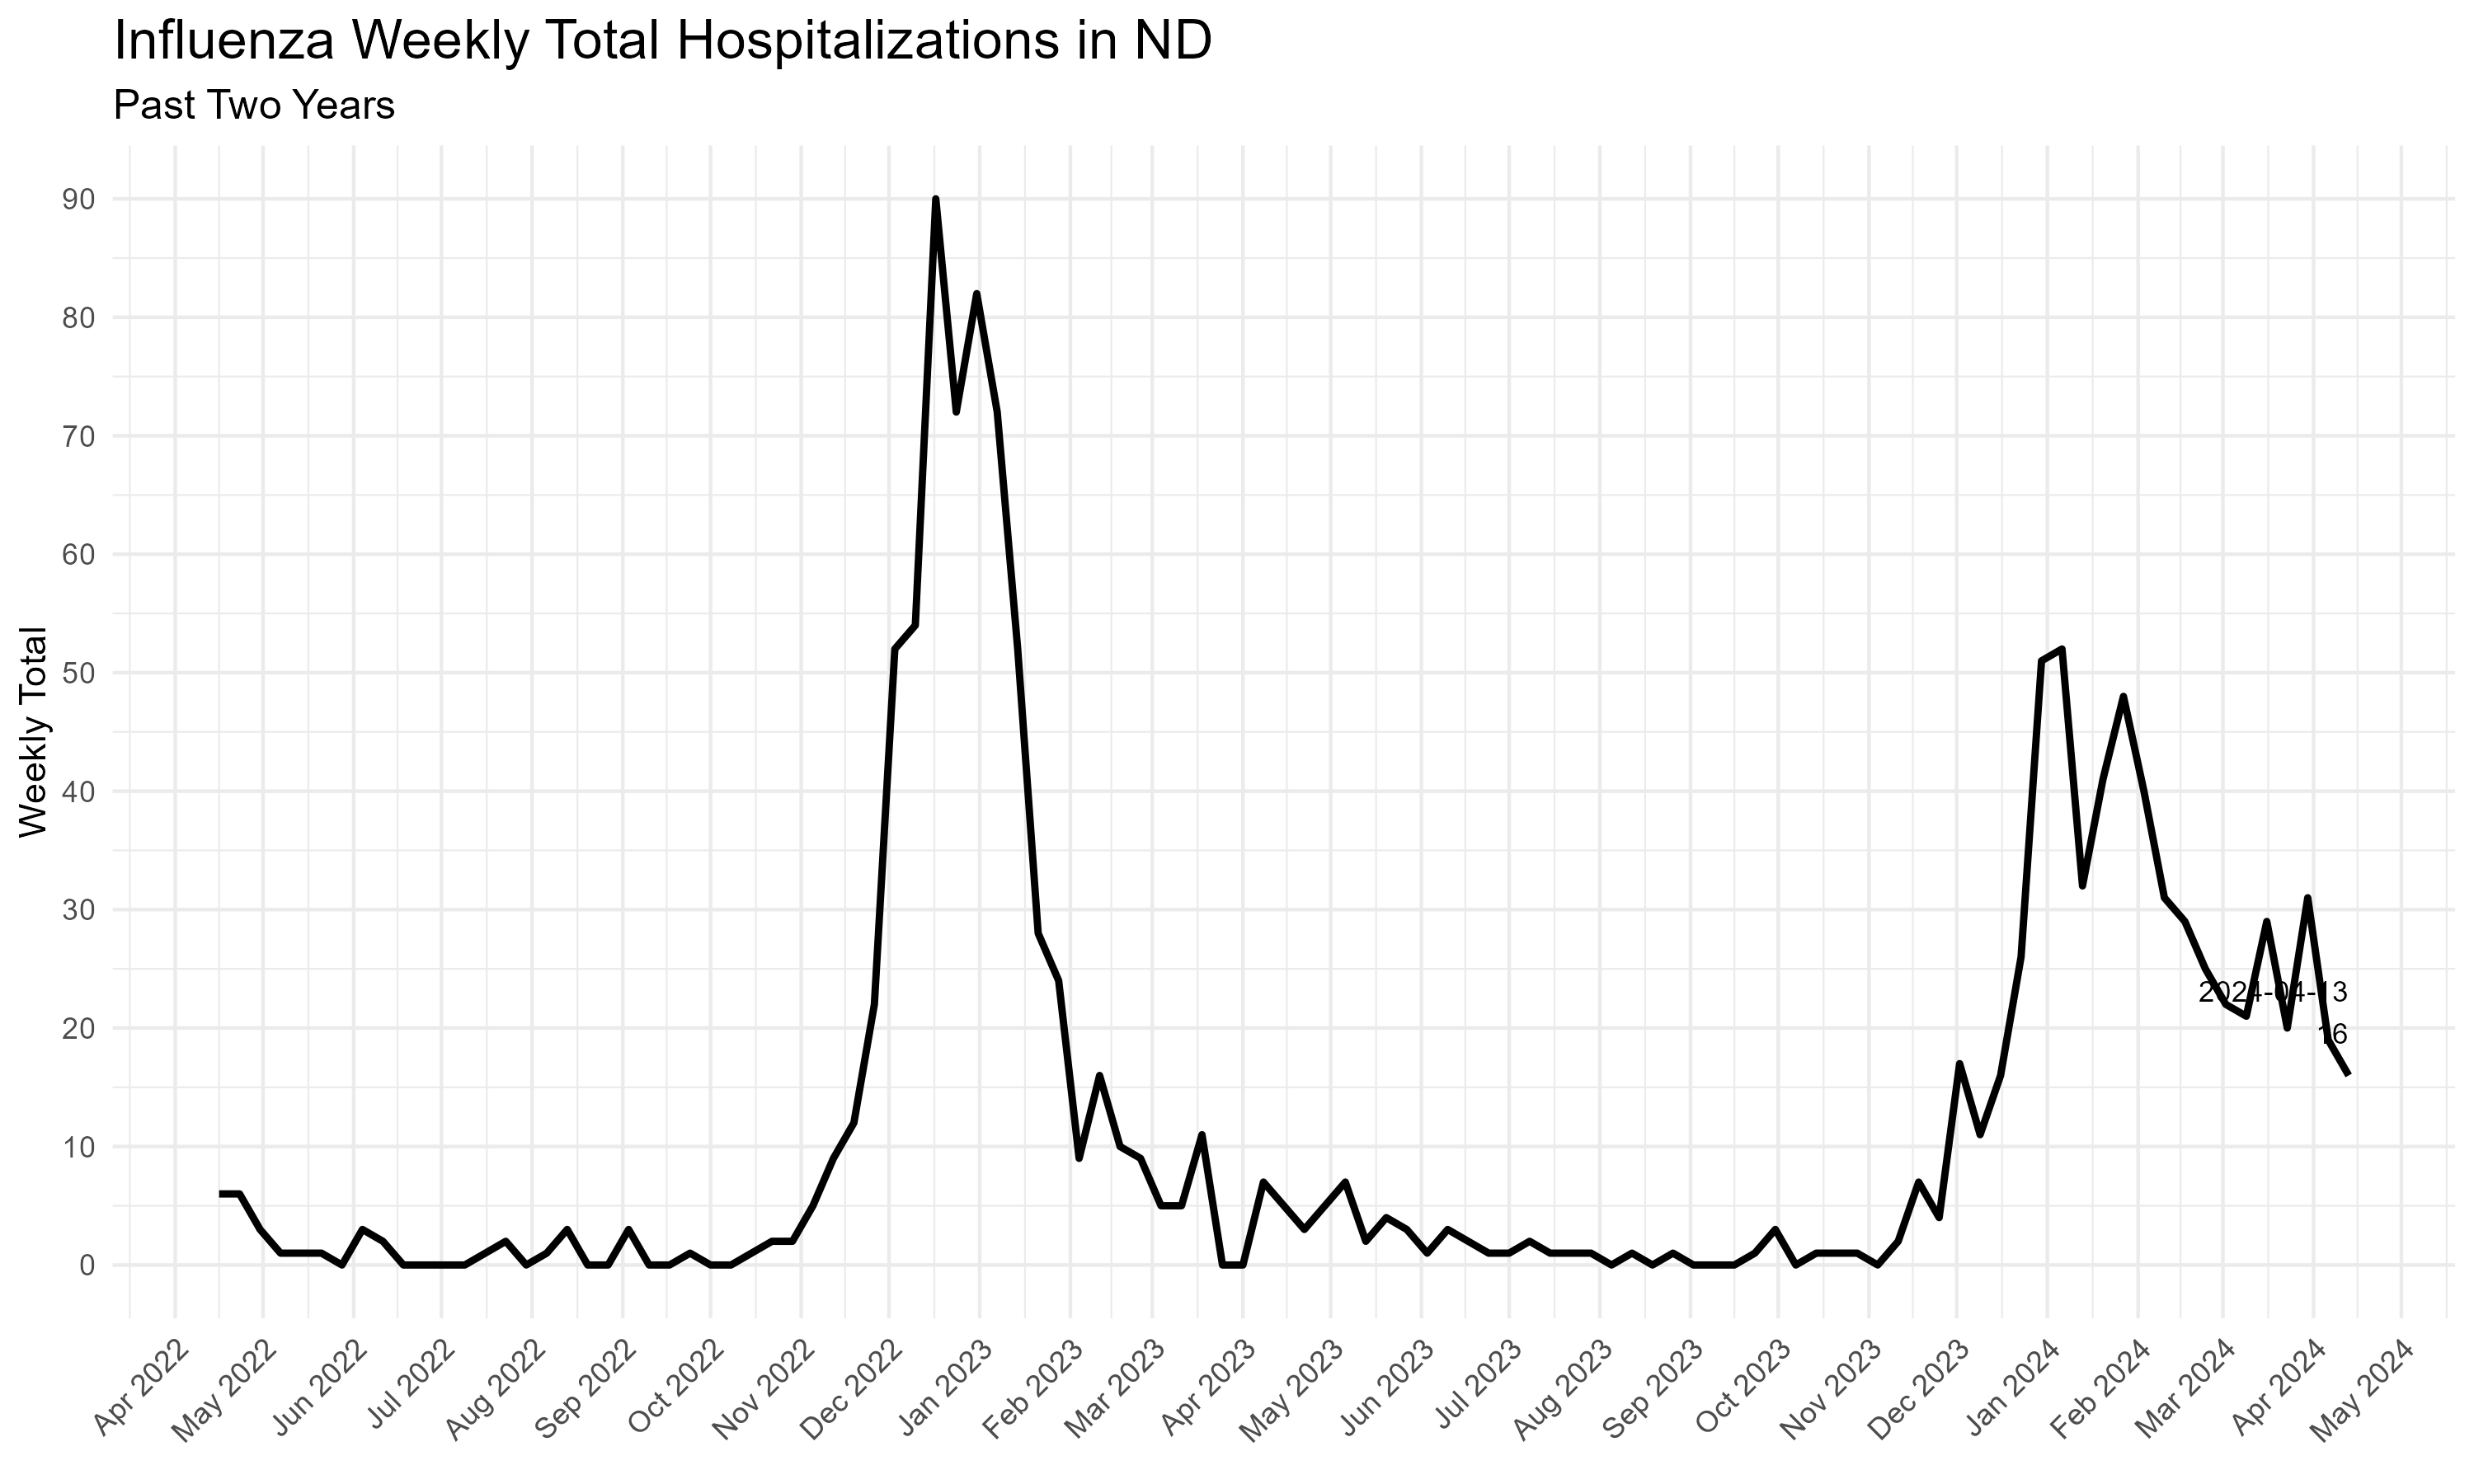 Influenza Weekly Total Hospitalizations in ND
Past Two Years
Weekly Total
90
80
70
60
50
40
30
20
10
0
2024-04-13
16
Apr 2022
May 2022
Jun 2022
Jul 2022
Aug 2022
Sep 2022
Oct 2022
Nov 2022
Dec 2022
Jan 2023
Feb 2023
Mar 2023
Apr 2023
May 2023
Jun 2023
Jul 2023
Aug 2023
Sep 2023
Oct 2023
Nov 2023
Dec 2023
Jan 2024
Feb 2024
Mar 2024
Apr 2024
May 2024